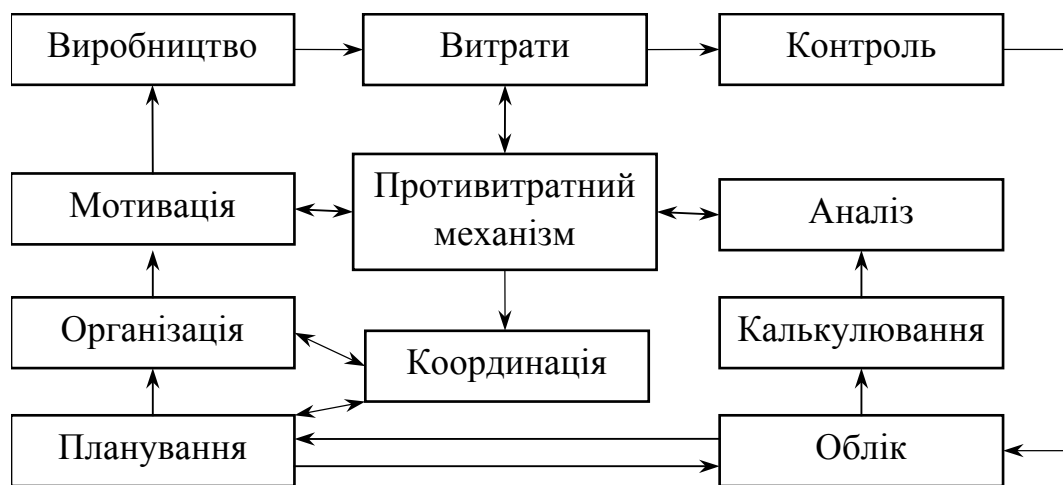 Виробництво
Витрати
Контроль
Мотивація
Противитратний
механізм
Аналіз
Організація
Координація
Калькулювання
Планування
Облік